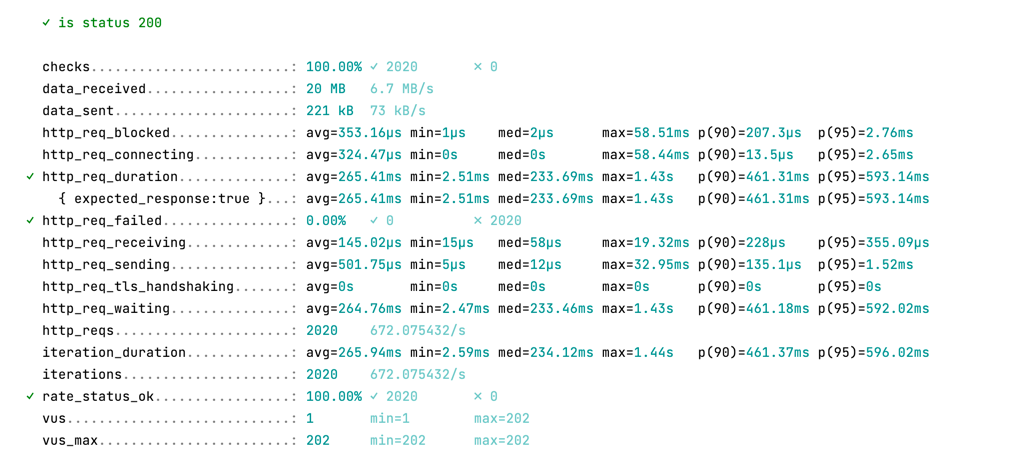 ✓ is status 200
checks.........................: 100.00% ✓ 2020       ✗ 0
data_received..................: 20 MB   6.7 MB/s
data_sent......................: 221 kB  73 kB/s
http_req_blocked...............: avg=353.16µs min=1µs    med=2µs      max=58.51ms p(90)=207.3µs  p(95)=2.76ms
http_req_connecting............: avg=324.47µs min=0s     med=0s       max=58.44ms p(90)=13.5µs   p(95)=2.65ms
✓ http_req_duration..............: avg=265.41ms min=2.51ms med=233.69ms max=1.43s   p(90)=461.31ms p(95)=593.14ms
{ expected_response:true }...: avg=265.41ms min=2.51ms med=233.69ms max=1.43s   p(90)=461.31ms p(95)=593.14ms
✓ http_req_failed................: 0.00%   ✓ 0          ✗ 2020
http_req_receiving.............: avg=145.02µs min=15µs   med=58µs     max=19.32ms p(90)=228µs    p(95)=355.09µs
http_req_sending...............: avg=501.75µs min=5µs    med=12µs     max=32.95ms p(90)=135.1µs  p(95)=1.52ms
http_req_tls_handshaking.......: avg=0s       min=0s     med=0s       max=0s      p(90)=0s       p(95)=0s
http_req_waiting...............: avg=264.76ms min=2.47ms med=233.46ms max=1.43s   p(90)=461.18ms p(95)=592.02ms
http_reqs......................: 2020    672.075432/s
iteration_duration.............: avg=265.94ms min=2.59ms med=234.12ms max=1.44s   p(90)=461.37ms p(95)=596.02ms
iterations.....................: 2020    672.075432/s
✓ rate_status_ok.................: 100.00% ✓ 2020       ✗ 0
vus............................: 1       min=1        max=202
vus_max........................: 202     min=202      max=202